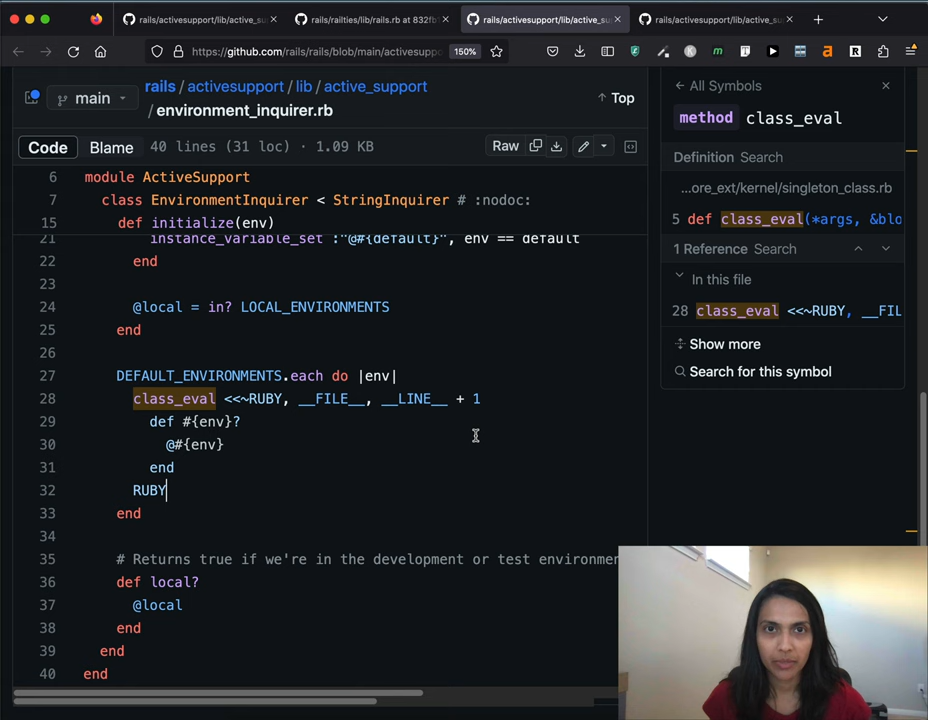 rails/activesupport/lib/active_su
rails/railties/lib/rails.rb at 832fb
rails/activesupport/lib/active_su
rails/activesupport/lib/active_su
https://github.com/rails/rails/blob/main/activesuppo
150%
rails / activesupport / lib / active_support
main
/ environment_inquirer.rb
Top
Code Blame 40 lines (31 loc) · 1.09 KB
Raw
6 module ActiveSupport
7 class EnvironmentInquirer < StringInquirer # :nodoc:
15 def initialize(env)
21 instance_variable_set :"@#{default}", env == default
22 end
23
24 @local = in? LOCAL_ENVIRONMENTS
25 end
26
27 DEFAULT_ENVIRONMENTS.each do |env|
28 class_eval <<~RUBY, __FILE__, __LINE__ + 1
29 def #{env}?
30 @#{env}
31 end
32 RUBY
33 end
34
35 # Returns true if we're in the development or test environmen
36 def local?
37 @local
38 end
39 end
40 end
All Symbols
method class_eval
Definition Search
...ore_ext/kernel/singleton_class.rb
5 def class_eval(*args, &blo
1 Reference Search
In this file
28 class_eval <<~RUBY, __FIL
Show more
Search for this symbol